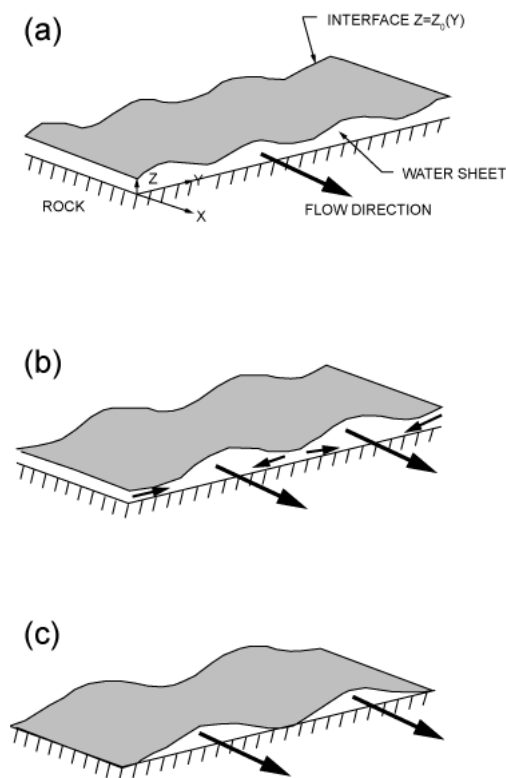 (a)
INTERFACE Z=Z₀(Y)
Z
Y
WATER SHEET
ROCK
X
FLOW DIRECTION
(b)
(c)